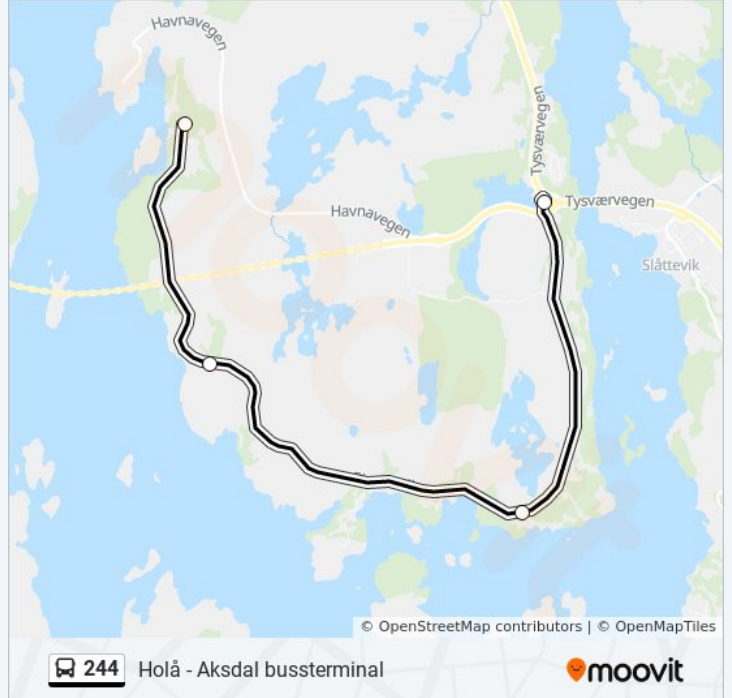 Havnavegen
Tysværvegen
Tysværvegen
Havnavegen
Slåttevik
© OpenStreetMap contributors | © OpenMapTiles
244 Holå - Aksdal bussterminal
moovit